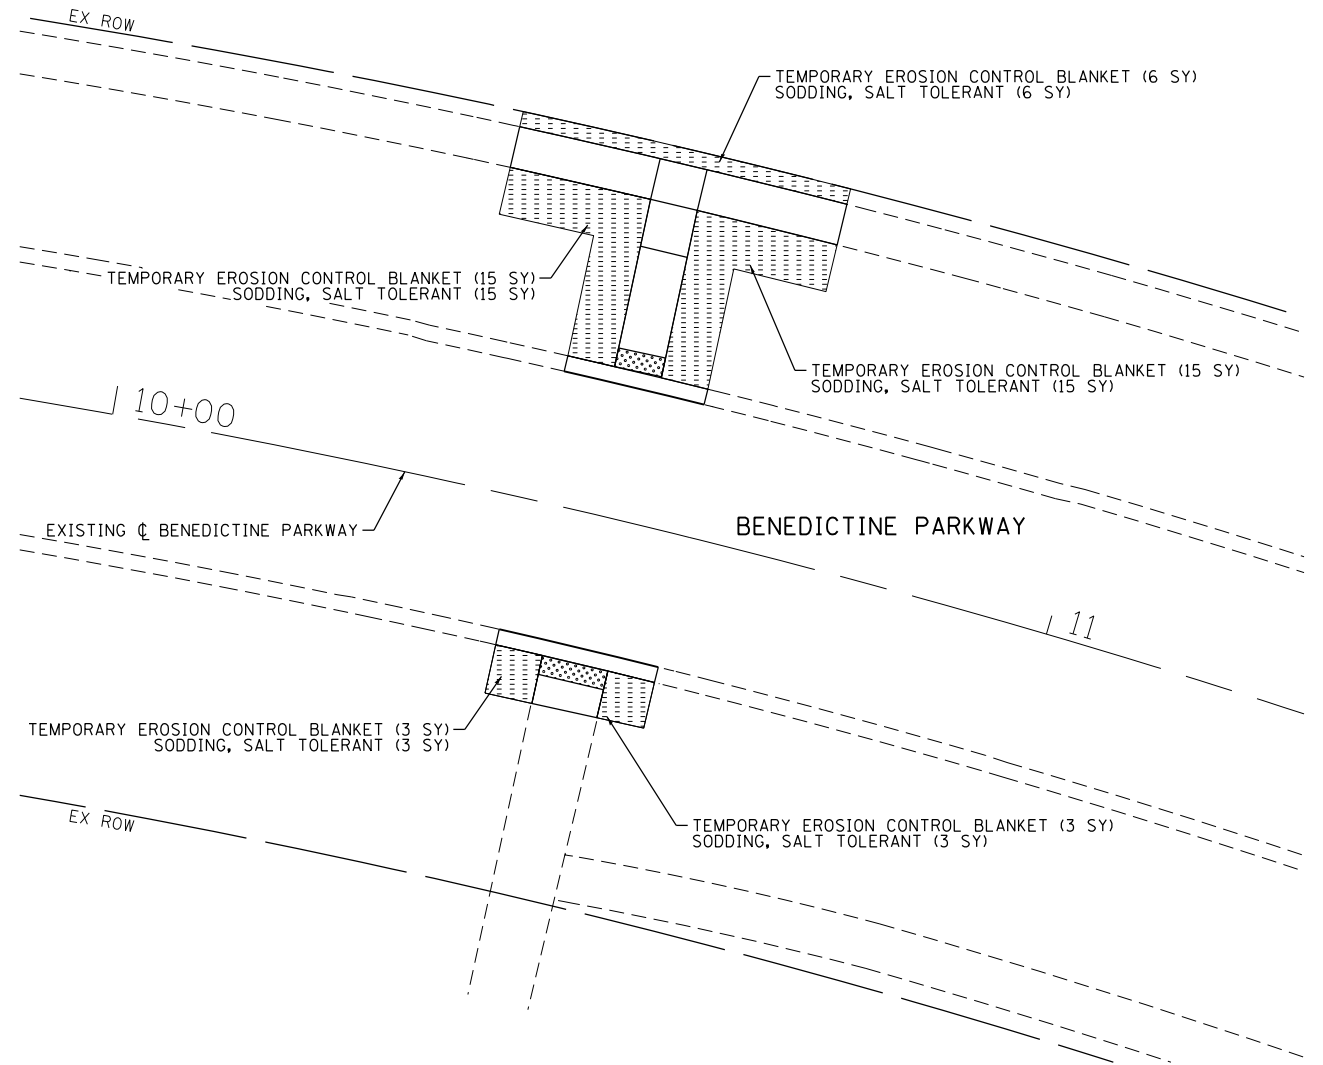 EX ROW
TEMPORARY EROSION CONTROL BLANKET (6 SY)
SODDING, SALT TOLERANT (6 SY)
TEMPORARY EROSION CONTROL BLANKET (15 SY)
SODDING, SALT TOLERANT (15 SY)
TEMPORARY EROSION CONTROL BLANKET (15 SY)
SODDING, SALT TOLERANT (15 SY)
10+00
EXISTING ℄ BENEDICTINE PARKWAY
BENEDICTINE PARKWAY
11
TEMPORARY EROSION CONTROL BLANKET (3 SY)
SODDING, SALT TOLERANT (3 SY)
EX ROW
TEMPORARY EROSION CONTROL BLANKET (3 SY)
SODDING, SALT TOLERANT (3 SY)